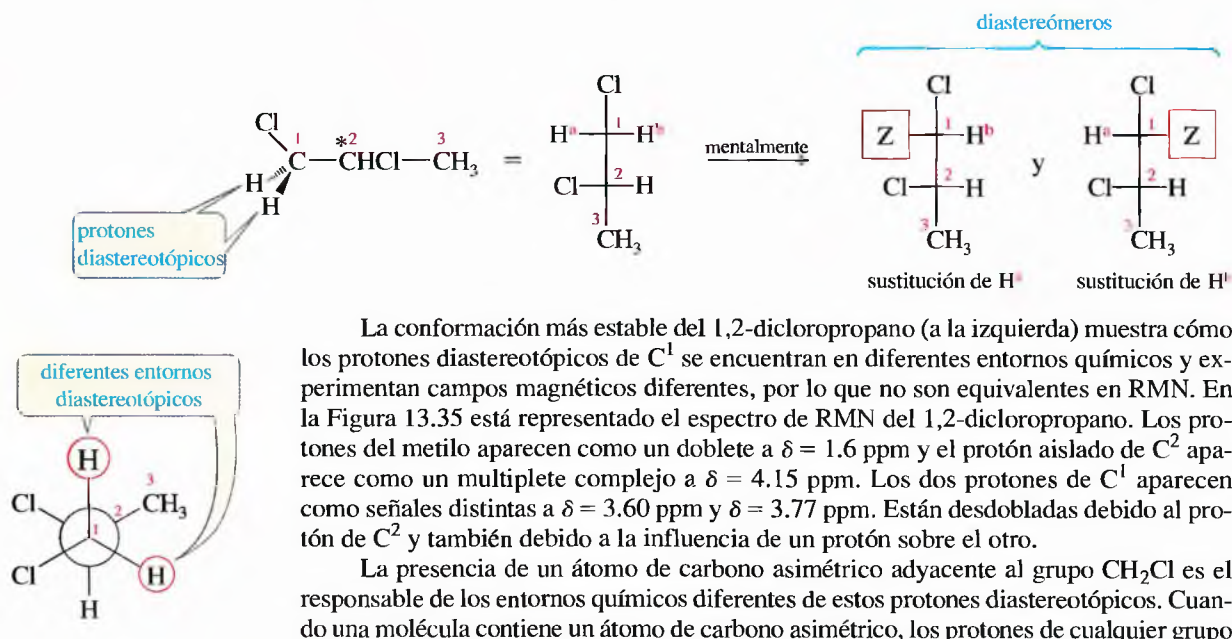 diastereómeros
Cl
1
*2
3
C—CHCl—CH₃
H
H
protones
diastereotópicos
=
Cl
Hᵃ 1 Hᵇ
Cl 2 H
3
CH₃
mentalmente
Cl
Z 1 Hᵇ
Cl 2 H
3
CH₃
sustitución de Hᵃ
y
Cl
Hᵃ 1 Z
Cl 2 H
3
CH₃
sustitución de Hᵇ
diferentes entornos
diastereotópicos
H
3
Cl 2 CH₃
1
Cl H
H
La conformación más estable del 1,2-dicloropropano (a la izquierda) muestra cómo
los protones diastereotópicos de C¹ se encuentran en diferentes entornos químicos y ex-
perimentan campos magnéticos diferentes, por lo que no son equivalentes en RMN. En
la Figura 13.35 está representado el espectro de RMN del 1,2-dicloropropano. Los pro-
tones del metilo aparecen como un doblete a δ = 1.6 ppm y el protón aislado de C² apa-
rece como un multiplete complejo a δ = 4.15 ppm. Los dos protones de C¹ aparecen
como señales distintas a δ = 3.60 ppm y δ = 3.77 ppm. Están desdobladas debido al pro-
tón de C² y también debido a la influencia de un protón sobre el otro.
La presencia de un átomo de carbono asimétrico adyacente al grupo CH₂Cl es el
responsable de los entornos químicos diferentes de estos protones diastereotópicos. Cuan-
do una molécula contiene un átomo de carbono asimétrico, los protones de cualquier grupo